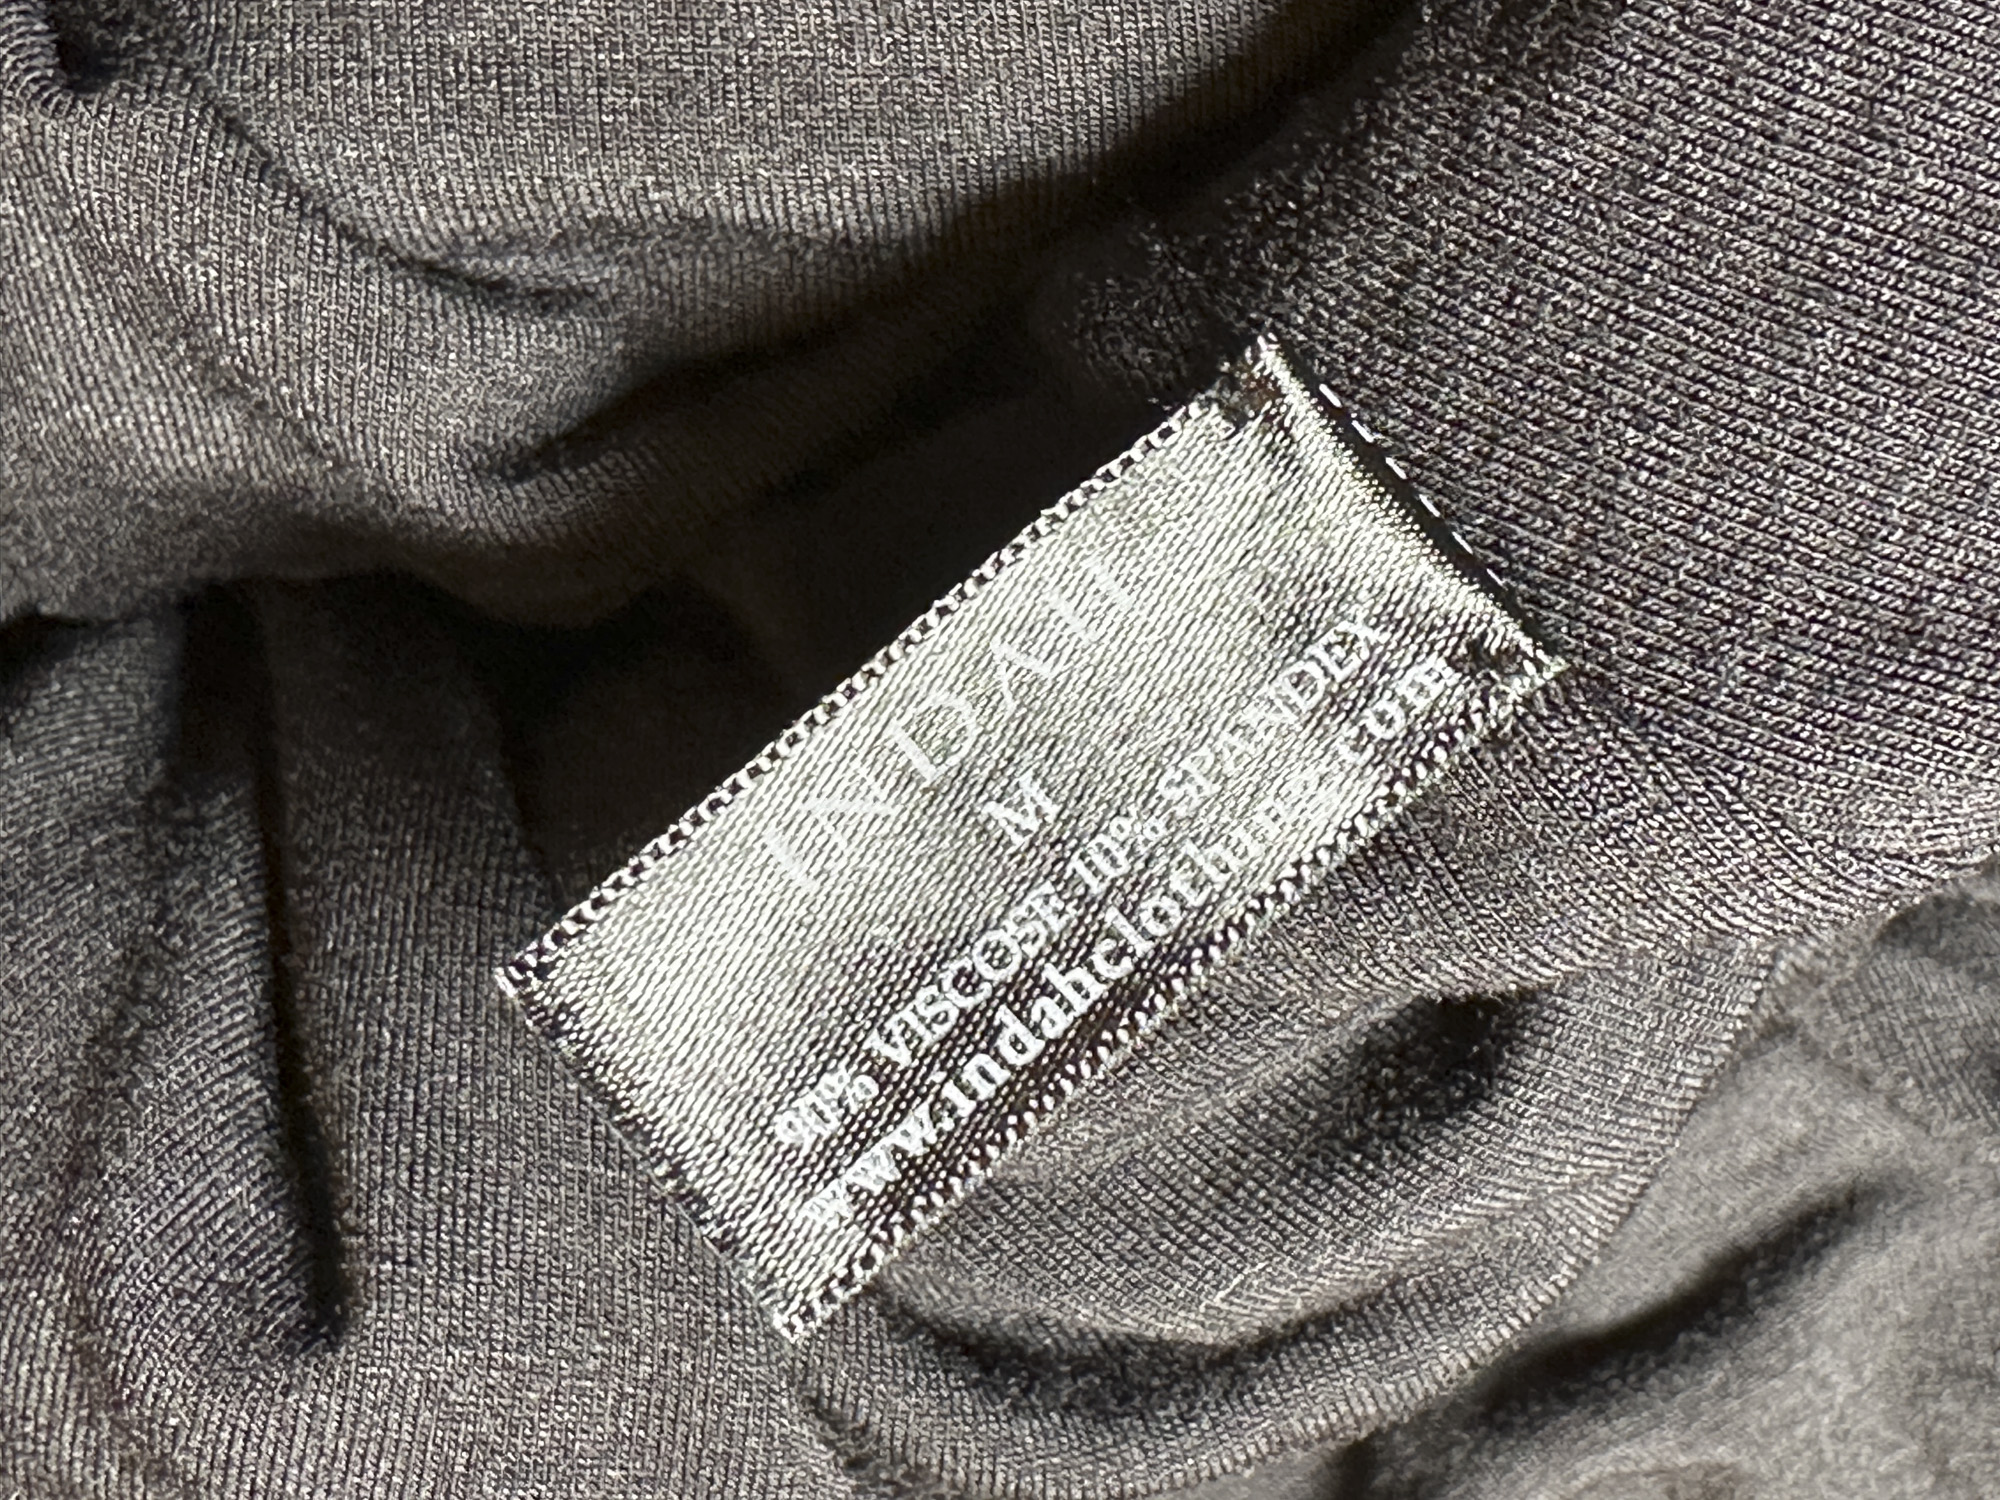 INDAH
M
90% VISCOSE 10% SPANDEX
www.indahclothing.com